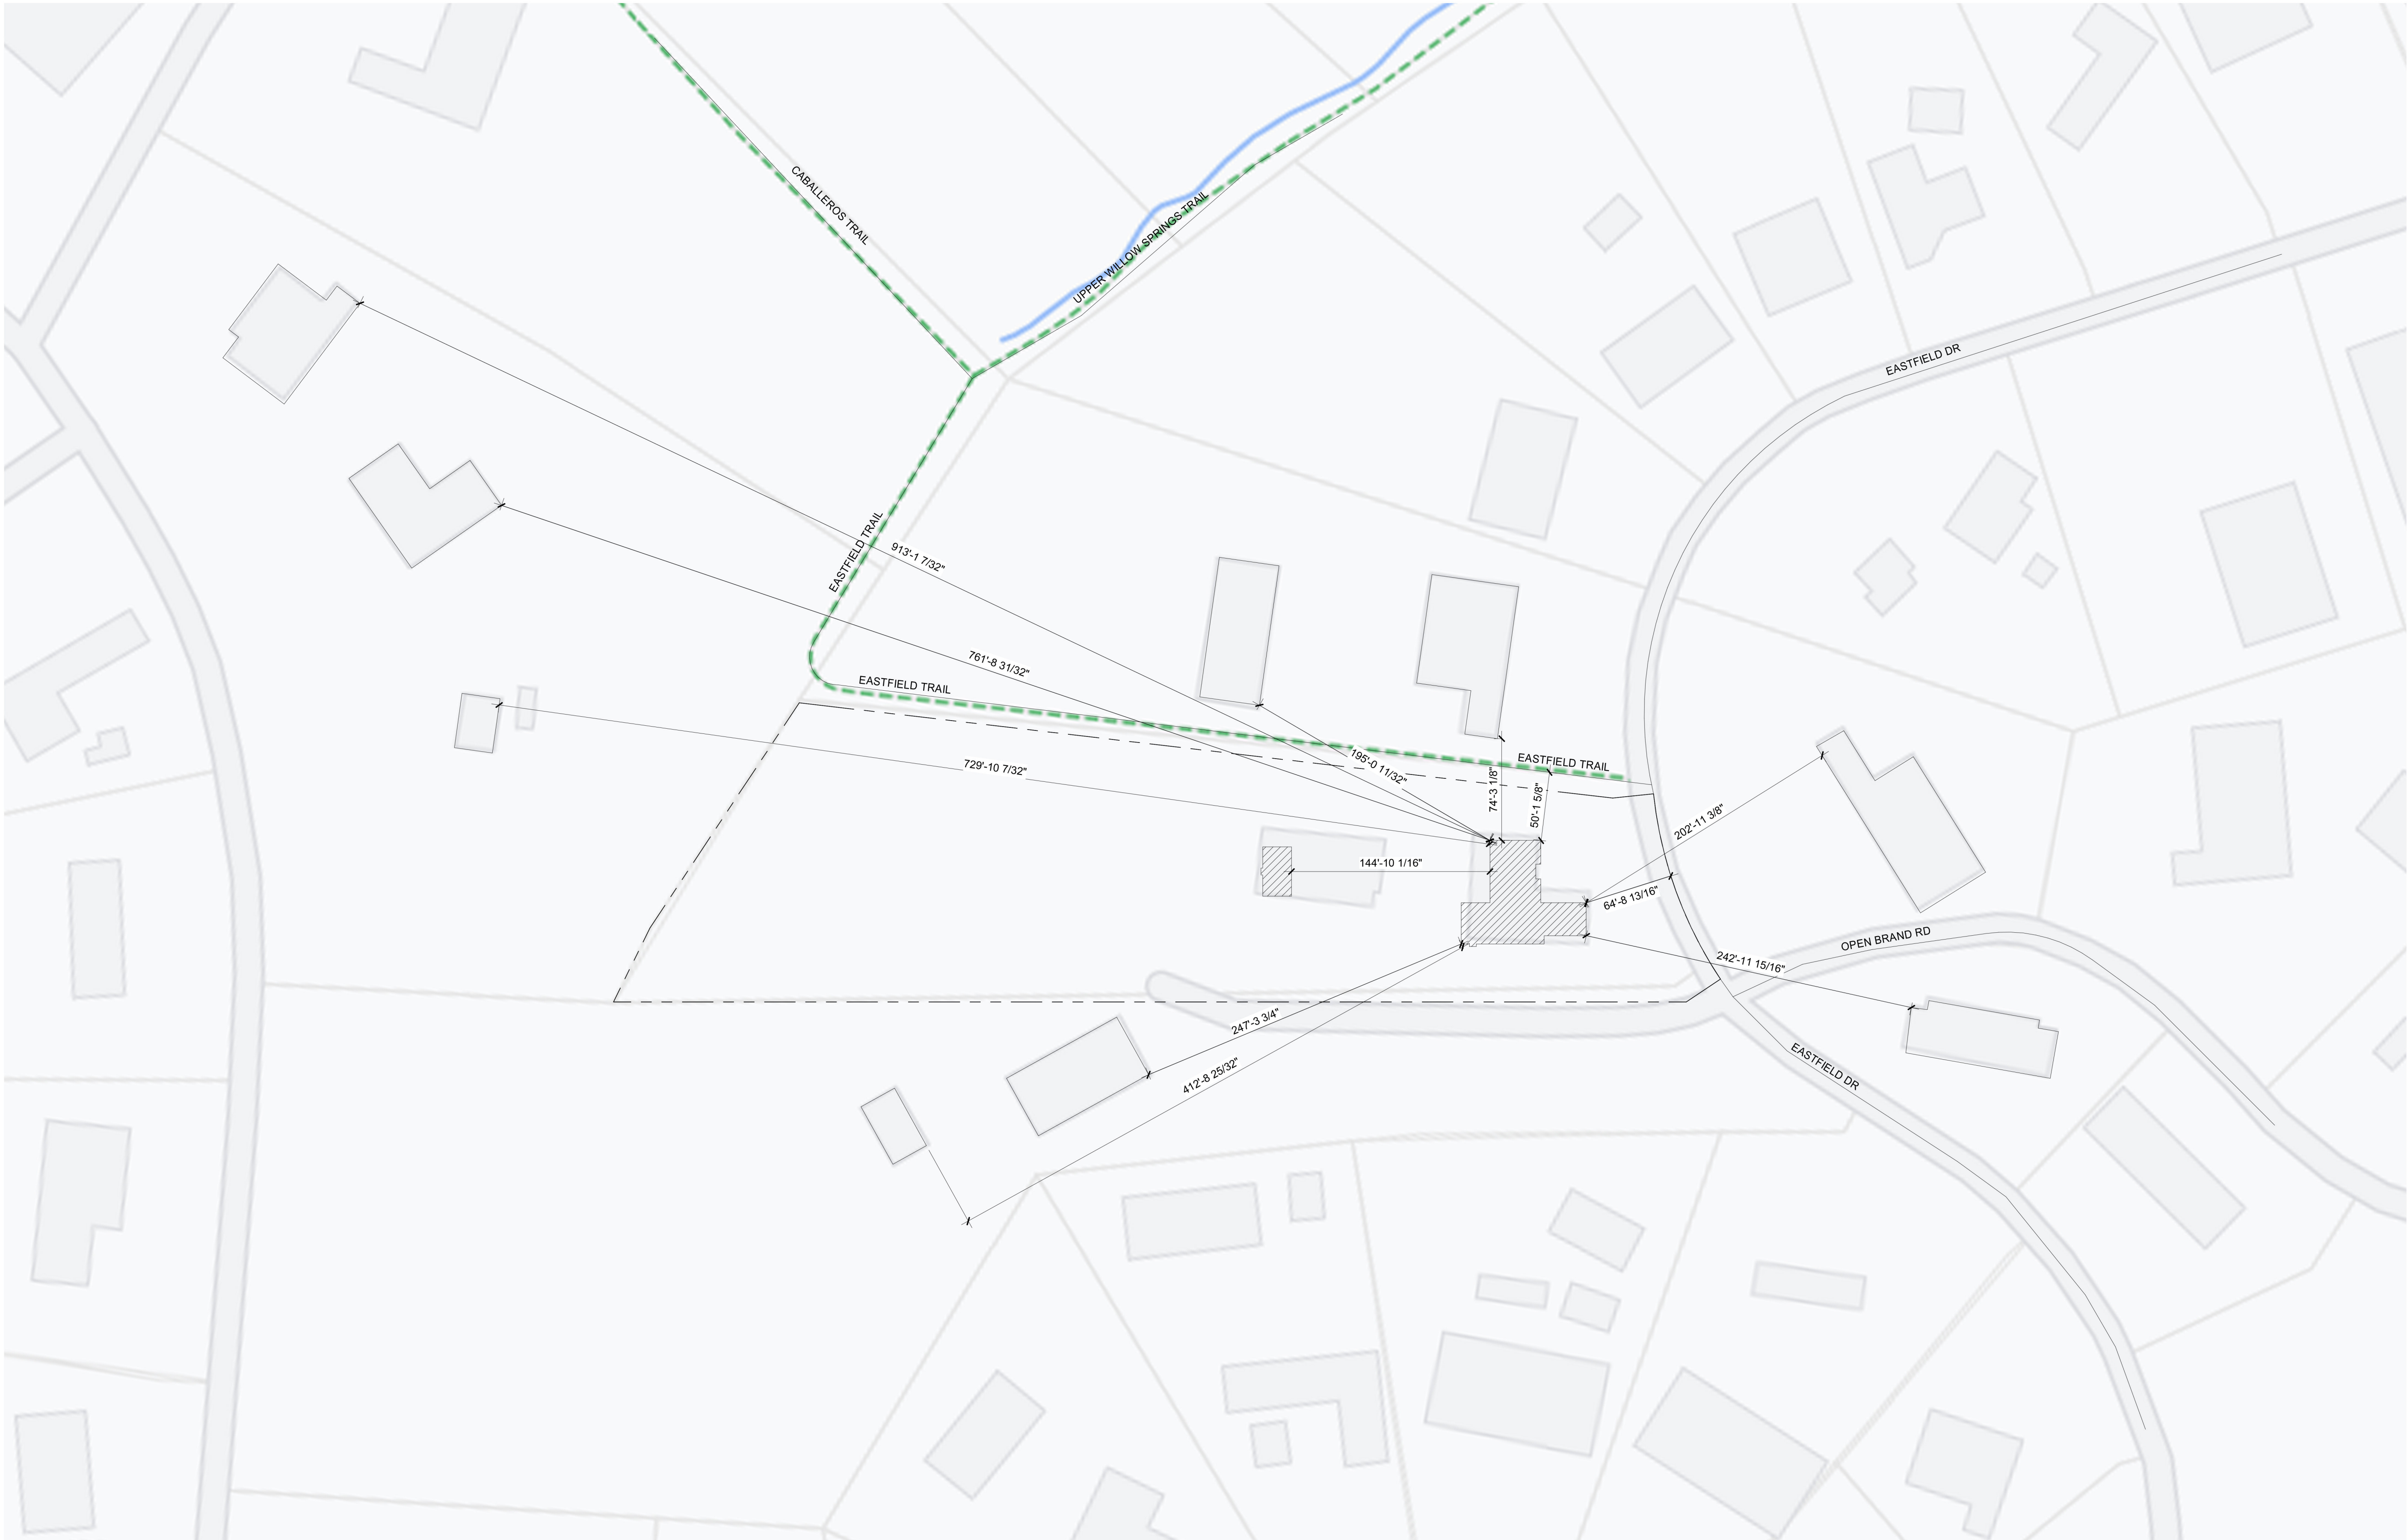 CABALLEROS TRAIL
UPPER WILLOW SPRINGS TRAIL
EASTFIELD DR
EASTFIELD TRAIL
913'-1 7/32"
761'-8 31/32"
EASTFIELD TRAIL
729'-10 7/32"
195'-0 11/32"
EASTFIELD TRAIL
74'-3 1/8"
50'-1 5/8"
202'-11 3/8"
144'-10 1/16"
64'-8 13/16"
OPEN BRAND RD
242'-11 15/16"
247'-3 3/4"
412'-8 25/32"
EASTFIELD DR